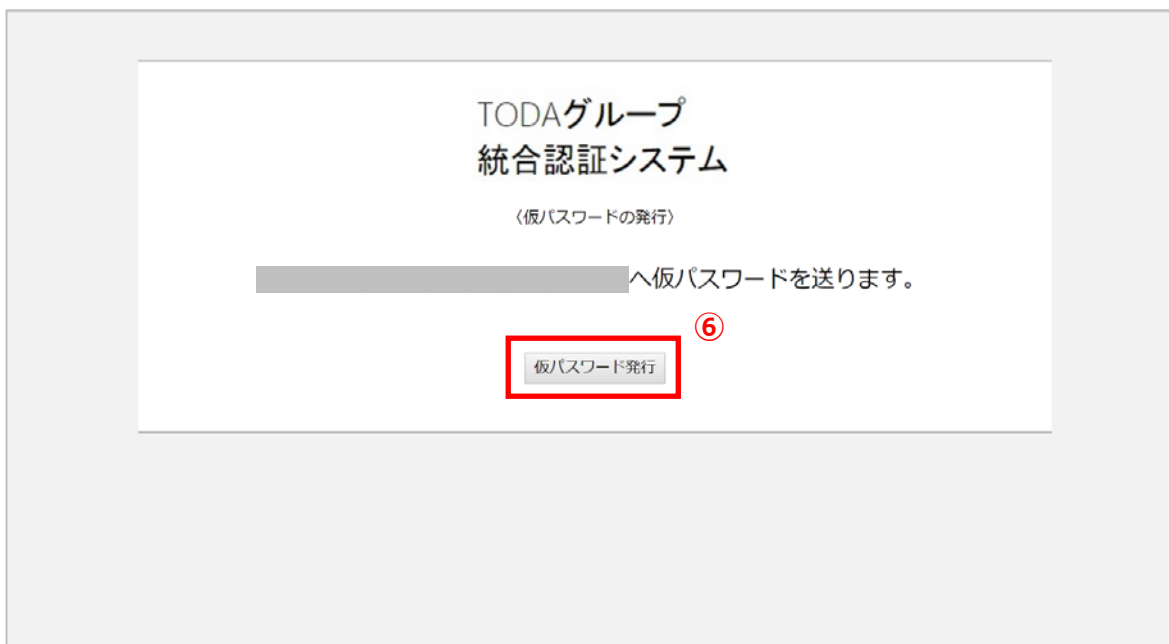 TODAグループ
統合認証システム
〈仮パスワードの発行〉
へ仮パスワードを送ります。
⑥
仮パスワード発行